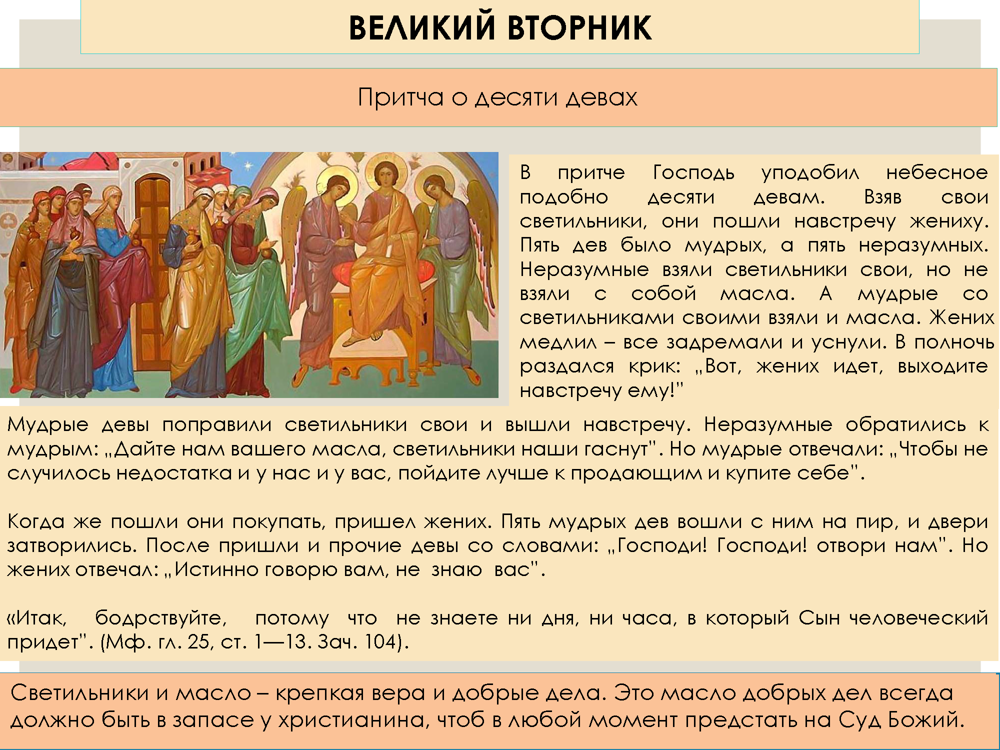 ВЕЛИКИЙ ВТОРНИК
Притча о десяти девах
В притче Господь уподобил небесное
подобно десяти девам. Взяв свои
светильники, они пошли навстречу жениху.
Пять дев было мудрых, а пять неразумных.
Неразумные взяли светильники свои, но не
взяли с собой масла. А мудрые со
светильниками своими взяли и масла. Жених
медлил – все задремали и уснули. В полночь
раздался крик: „Вот, жених идет, выходите
навстречу ему!”
Мудрые девы поправили светильники свои и вышли навстречу. Неразумные обратились к
мудрым: „Дайте нам вашего масла, светильники наши гаснут”. Но мудрые отвечали: „Чтобы не
случилось недостатка и у нас и у вас, пойдите лучше к продающим и купите себе”.
Когда же пошли они покупать, пришел жених. Пять мудрых дев вошли с ним на пир, и двери
затворились. После пришли и прочие девы со словами: „Господи! Господи! отвори нам”. Но
жених отвечал: „Истинно говорю вам, не знаю вас”.
«Итак, бодрствуйте, потому что не знаете ни дня, ни часа, в который Сын человеческий
придет”. (Мф. гл. 25, ст. 1—13. Зач. 104).
Светильники и масло – крепкая вера и добрые дела. Это масло добрых дел всегда
должно быть в запасе у христианина, чтоб в любой момент предстать на Суд Божий.